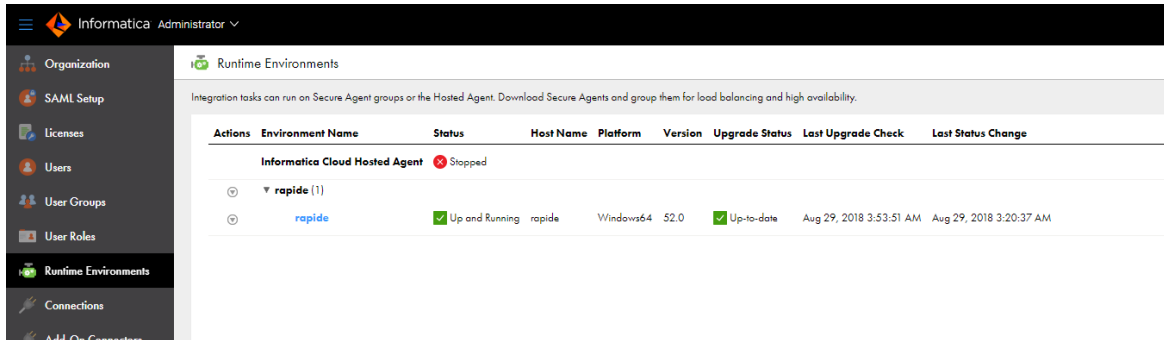 Informatica Administrator
Organization
SAML Setup
Licenses
Users
User Groups
User Roles
Runtime Environments
Connections
Add-On Connectors
Runtime Environments
Integration tasks can run on Secure Agent groups or the Hosted Agent. Download Secure Agents and group them for load balancing and high availability.
Actions Environment Name Status Host Name Platform Version Upgrade Status Last Upgrade Check Last Status Change
Informatica Cloud Hosted Agent Stopped
rapide (1)
rapide Up and Running rapide Windows64 52.0 Up-to-date Aug 29, 2018 3:53:51 AM Aug 29, 2018 3:20:37 AM